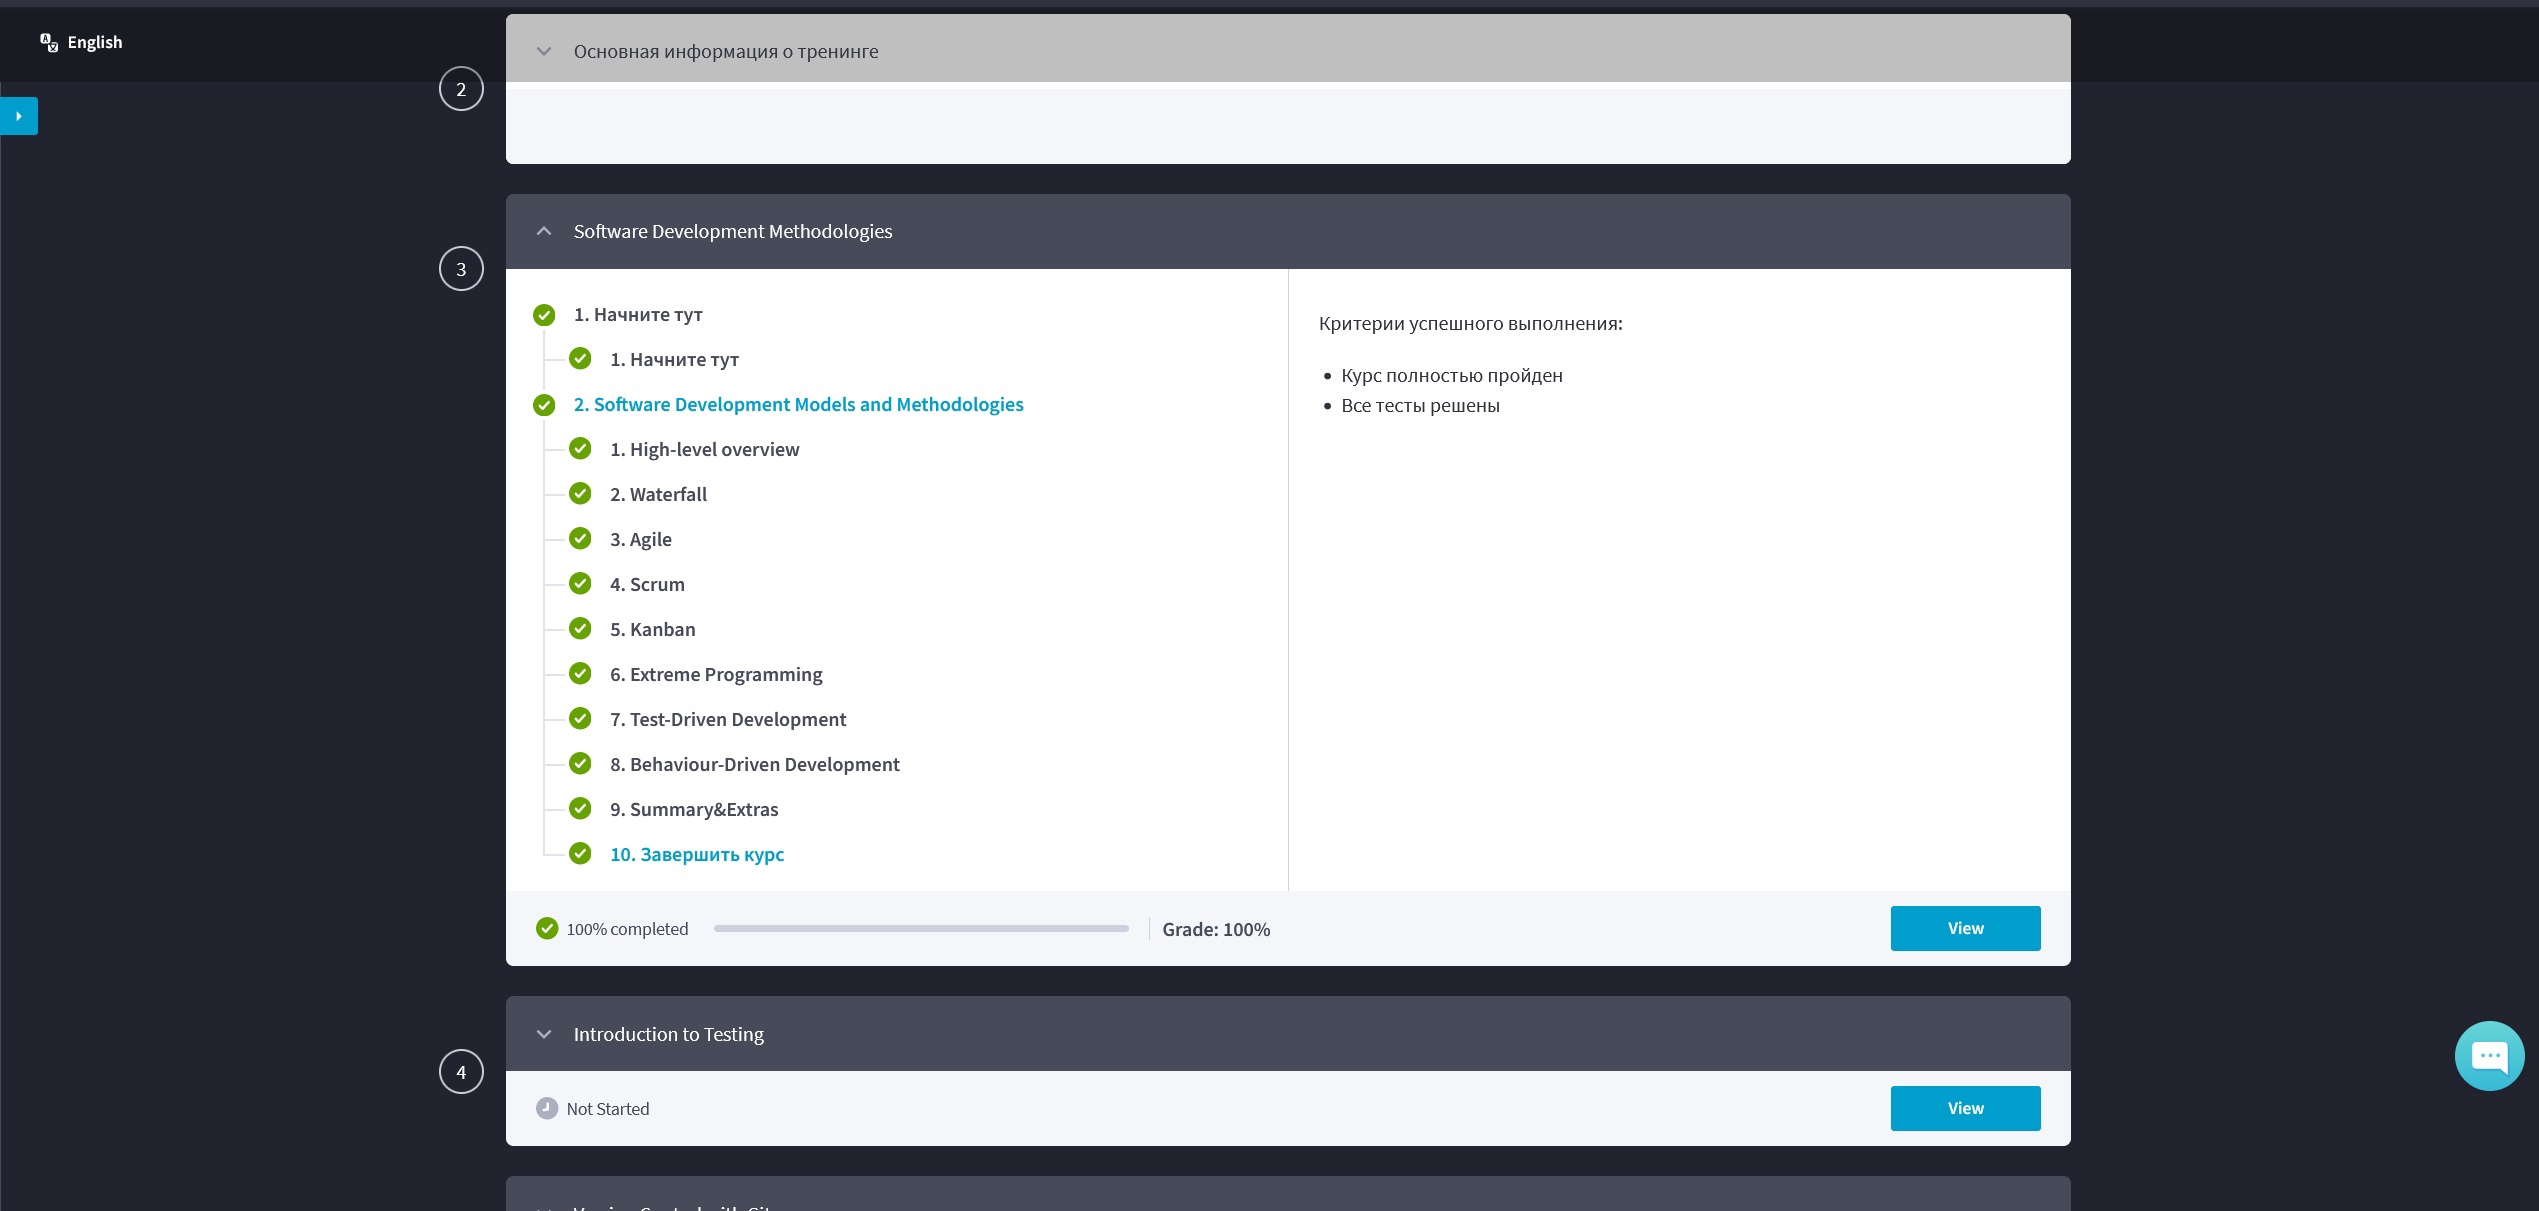 English
Основная информация о тренинге
2
Software Development Methodologies
3
1. Начните тут
1. Начните тут
2. Software Development Models and Methodologies
1. High-level overview
2. Waterfall
3. Agile
4. Scrum
5. Kanban
6. Extreme Programming
7. Test-Driven Development
8. Behaviour-Driven Development
9. Summary&Extras
10. Завершить курс
Критерии успешного выполнения:
• Курс полностью пройден
• Все тесты решены
100% completed
Grade: 100%
View
Introduction to Testing
4
Not Started
View